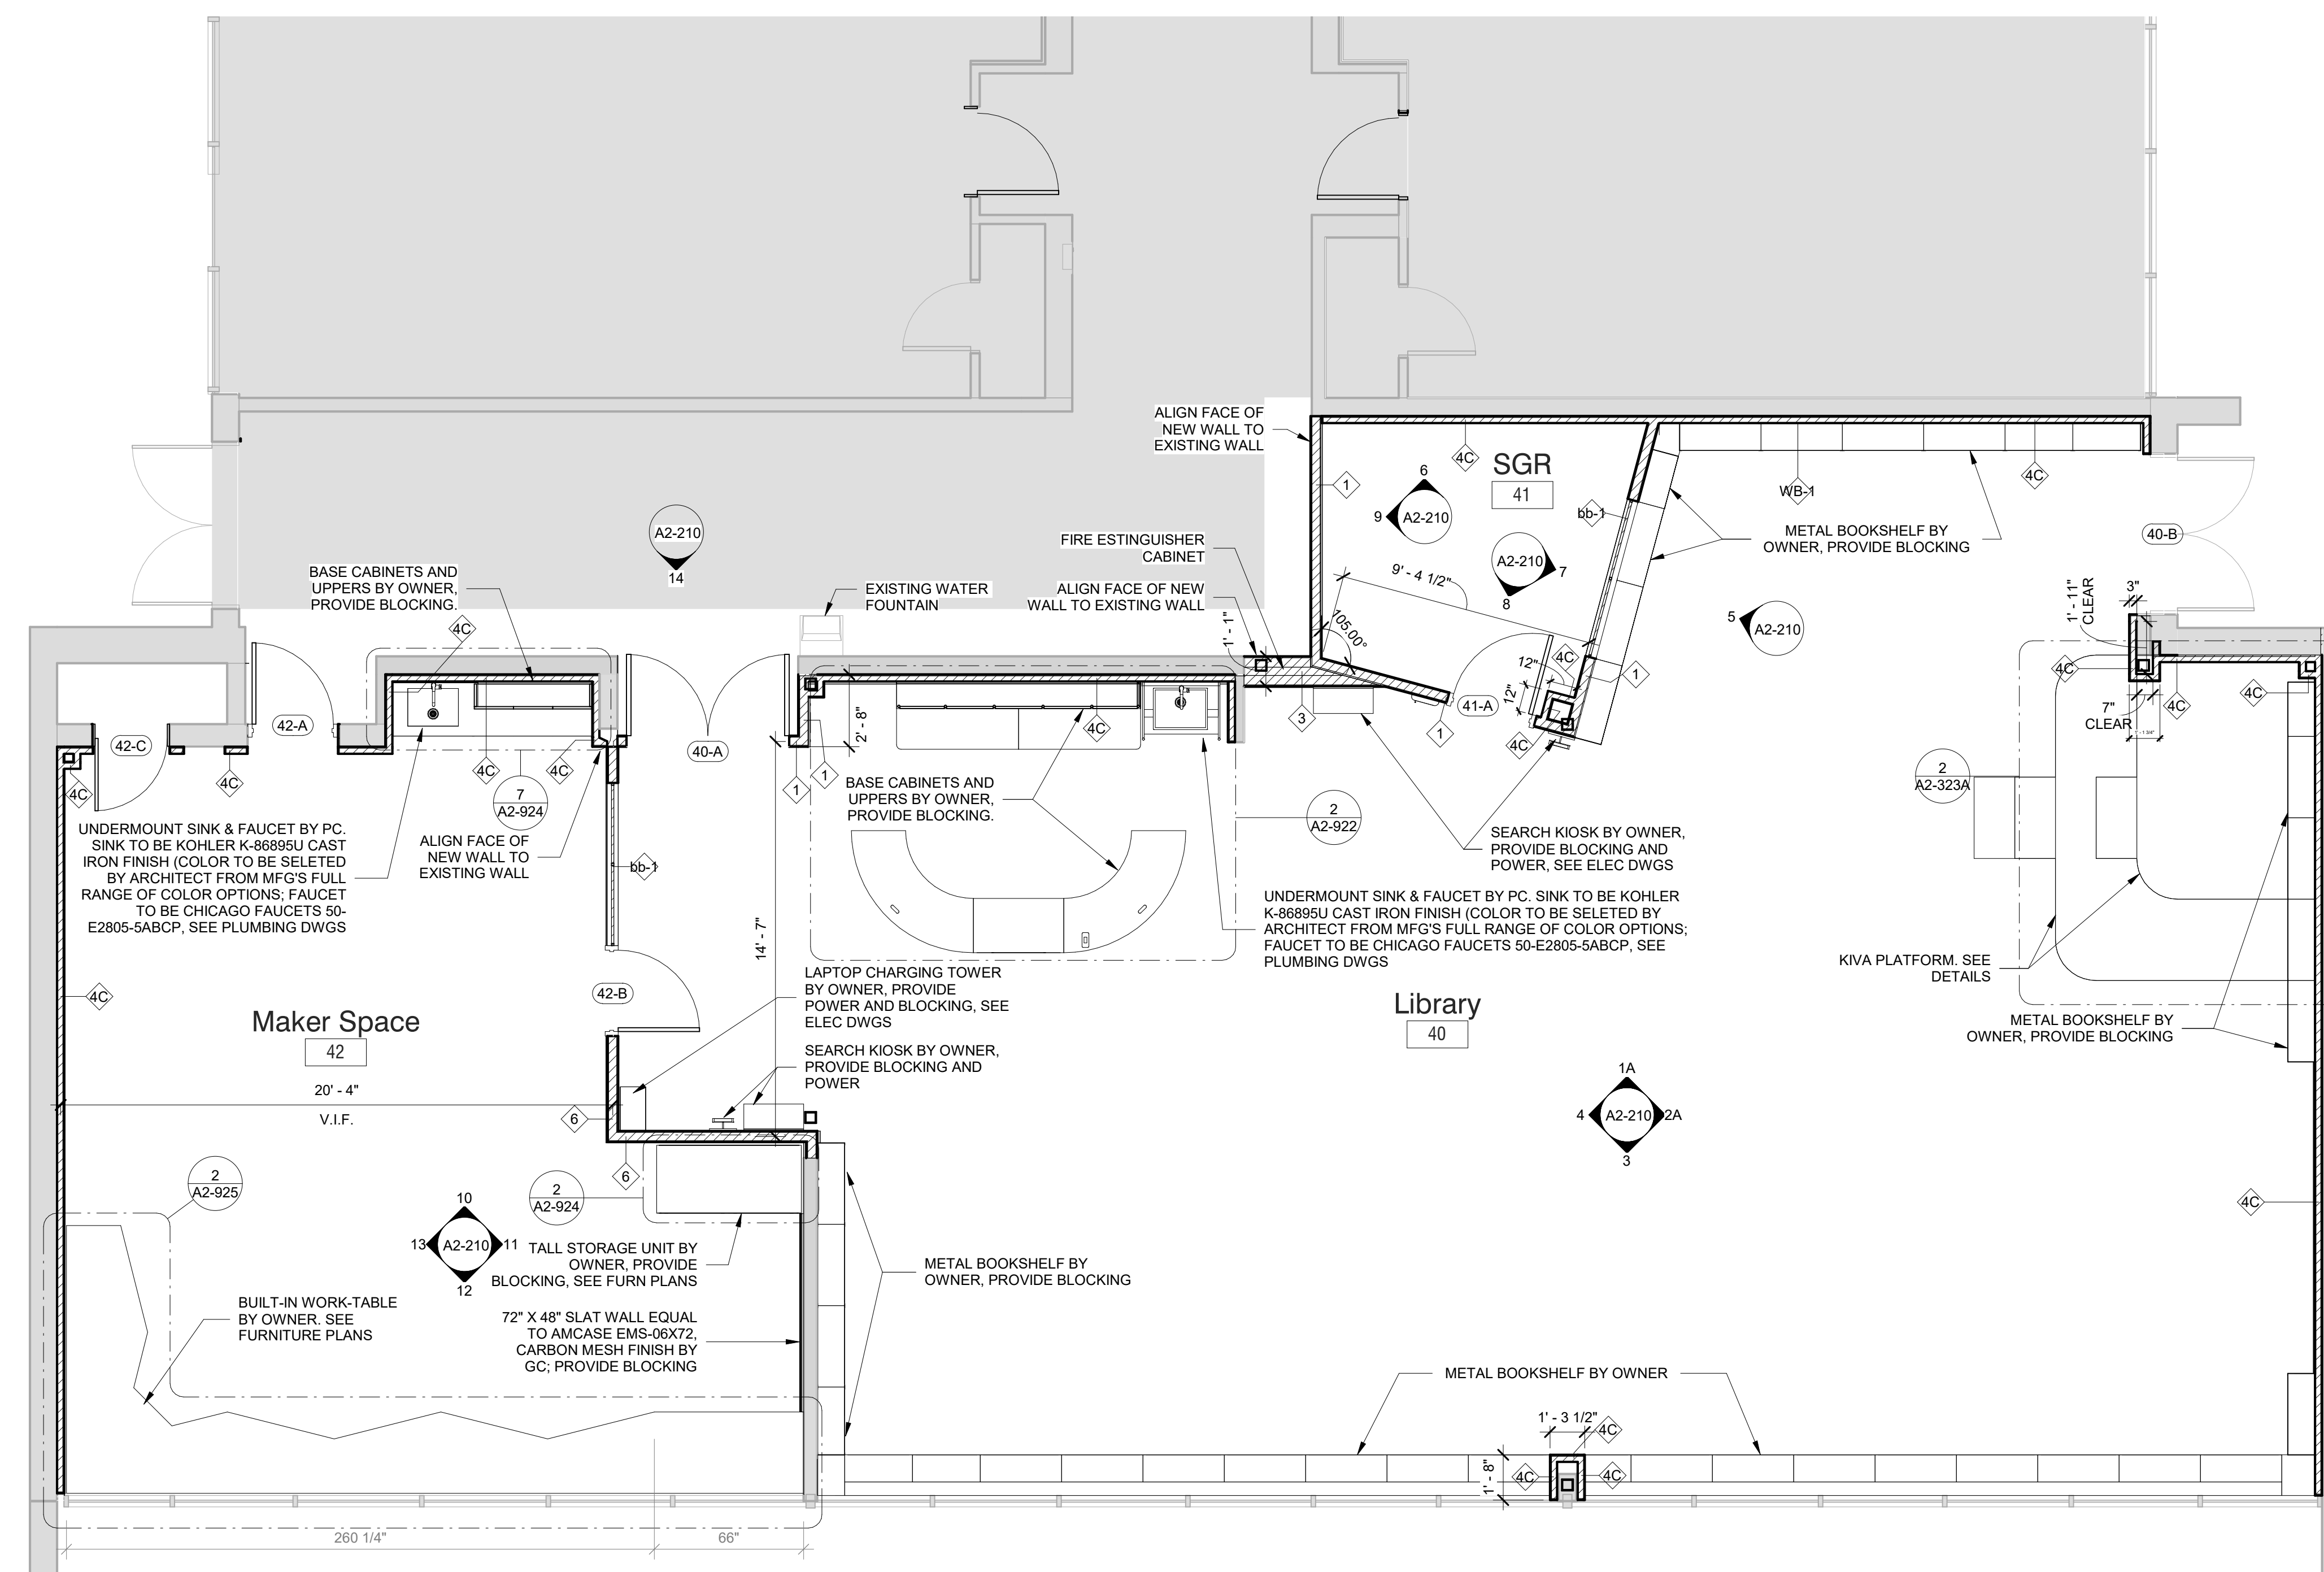 ALIGN FACE OF
NEW WALL TO
EXISTING WALL
4C
SGR
41
1
6
9
A2-210
A2-210
7
8
bb-1
WB-1
4C
METAL BOOKSHELF BY
OWNER, PROVIDE BLOCKING
40-B
A2-210
14
FIRE ESTINGUISHER
CABINET
ALIGN FACE OF NEW
WALL TO EXISTING WALL
EXISTING WATER
FOUNTAIN
BASE CABINETS AND
UPPERS BY OWNER,
PROVIDE BLOCKING.
4C
9' - 4 1/2"
105.00°
1' - 1"
5
A2-210
1' - 11"
CLEAR
3"
12"
12"
4C
1
41-A
1
3
4C
4C
4C
4C
7"
CLEAR
1' - 1 3/4"
42-C
42-A
40-A
2' - 8"
4C
4C
4C
4C
4C
1
1
7
A2-924
2
A2-323A
BASE CABINETS AND
UPPERS BY OWNER,
PROVIDE BLOCKING.
2
A2-922
UNDERMOUNT SINK & FAUCET BY PC.
SINK TO BE KOHLER K-86895U CAST
IRON FINISH (COLOR TO BE SELETED
BY ARCHITECT FROM MFG'S FULL
RANGE OF COLOR OPTIONS; FAUCET
TO BE CHICAGO FAUCETS 50-
E2805-5ABCP, SEE PLUMBING DWGS
ALIGN FACE OF
NEW WALL TO
EXISTING WALL
bb-1
SEARCH KIOSK BY OWNER,
PROVIDE BLOCKING AND
POWER, SEE ELEC DWGS
UNDERMOUNT SINK & FAUCET BY PC. SINK TO BE KOHLER
K-86895U CAST IRON FINISH (COLOR TO BE SELETED BY
ARCHITECT FROM MFG'S FULL RANGE OF COLOR OPTIONS;
FAUCET TO BE CHICAGO FAUCETS 50-E2805-5ABCP, SEE
PLUMBING DWGS
14' - 7"
KIVA PLATFORM. SEE
DETAILS
LAPTOP CHARGING TOWER
BY OWNER, PROVIDE
POWER AND BLOCKING, SEE
ELEC DWGS
4C
42-B
Maker Space
42
Library
40
METAL BOOKSHELF BY
OWNER, PROVIDE BLOCKING
SEARCH KIOSK BY OWNER,
PROVIDE BLOCKING AND
POWER
20' - 4"
V.I.F.
6
6
1A
4
A2-210
2A
3
2
A2-925
2
A2-924
4C
10
13
A2-210
11
12
TALL STORAGE UNIT BY
OWNER, PROVIDE
BLOCKING, SEE FURN PLANS
METAL BOOKSHELF BY
OWNER, PROVIDE BLOCKING
BUILT-IN WORK-TABLE
BY OWNER. SEE
FURNITURE PLANS
72" X 48" SLAT WALL EQUAL
TO AMCASE EMS-06X72,
CARBON MESH FINISH BY
GC; PROVIDE BLOCKING
METAL BOOKSHELF BY OWNER
1' - 3 1/2"
4C
1' - 8"
4C
4C
260 1/4"
66"